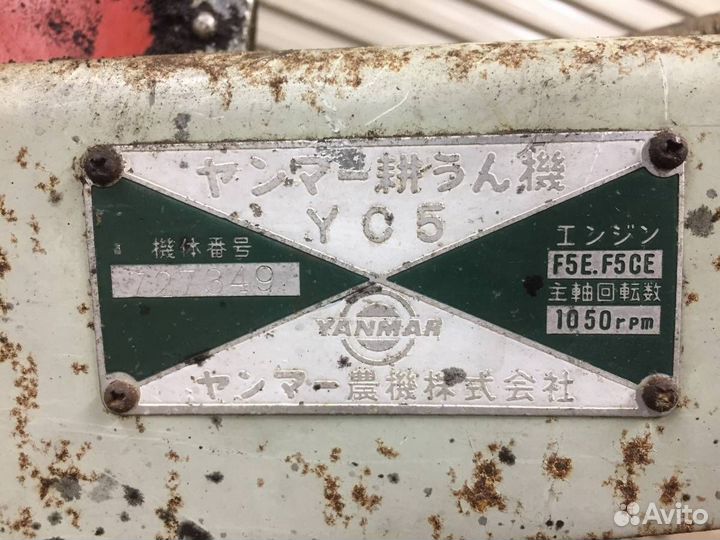 ヤンマー耕うん機
YC5
機体番号
727349
エンジン
F5E.F5CE
主軸回転数
1050rpm
YANMAR
ヤンマー農機株式会社
Avito